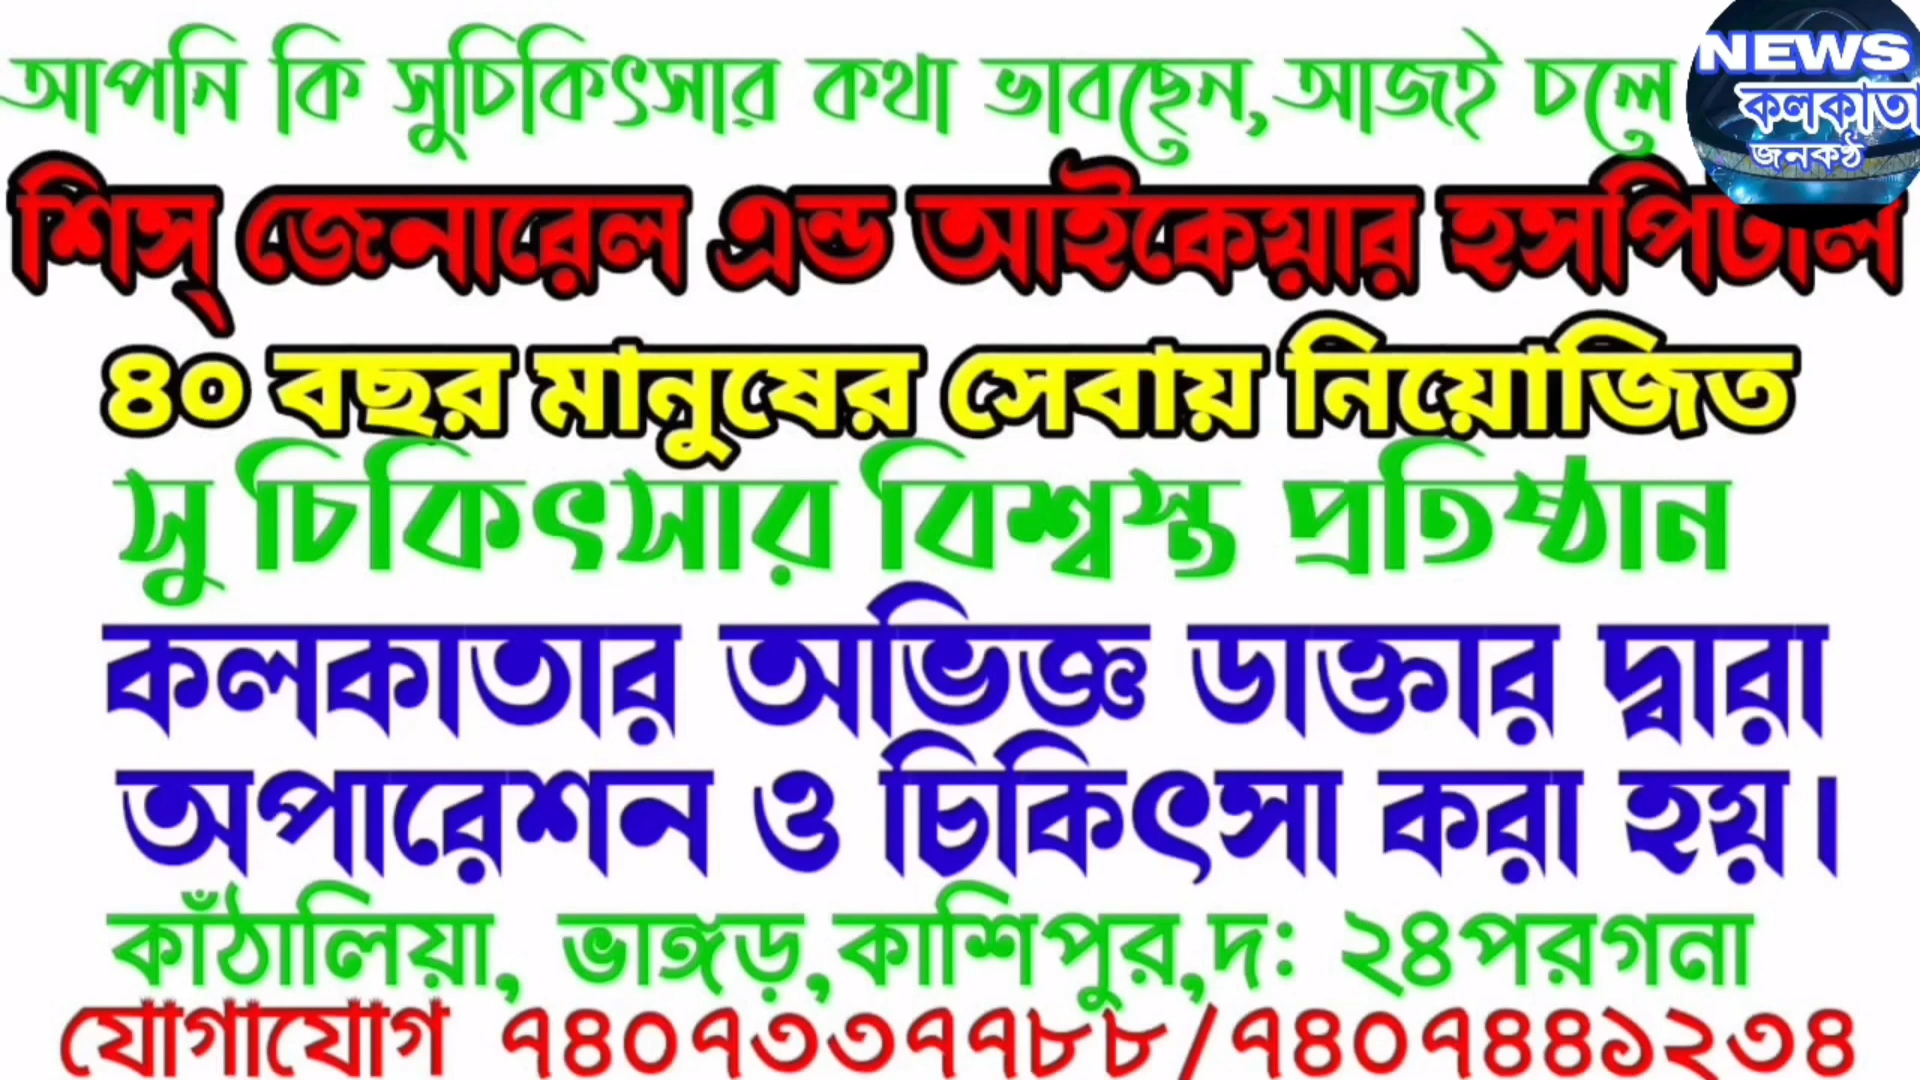 আপনি কি সুচিকিৎসার কথা ভাবছেন,আজই চলে
NEWS
কলকাতা
জনকন্ঠ
শিস্ জেনারেল এন্ড আইকেয়ার হসপিটাল
৪০ বছর মানুষের সেবায় নিয়োজিত
সু চিকিৎসার বিশ্বস্ত প্রতিষ্ঠান
কলকাতার অভিজ্ঞ ডাক্তার দ্বারা
অপারেশন ও চিকিৎসা করা হয়।
কাঁঠালিয়া, ভাঙ্গড়,কাশিপুর,দ: ২৪পরগনা
যোগাযোগ ৭৪০৭৩৩৭৭৮৮/৭৪০৭৪৪১২৩৪